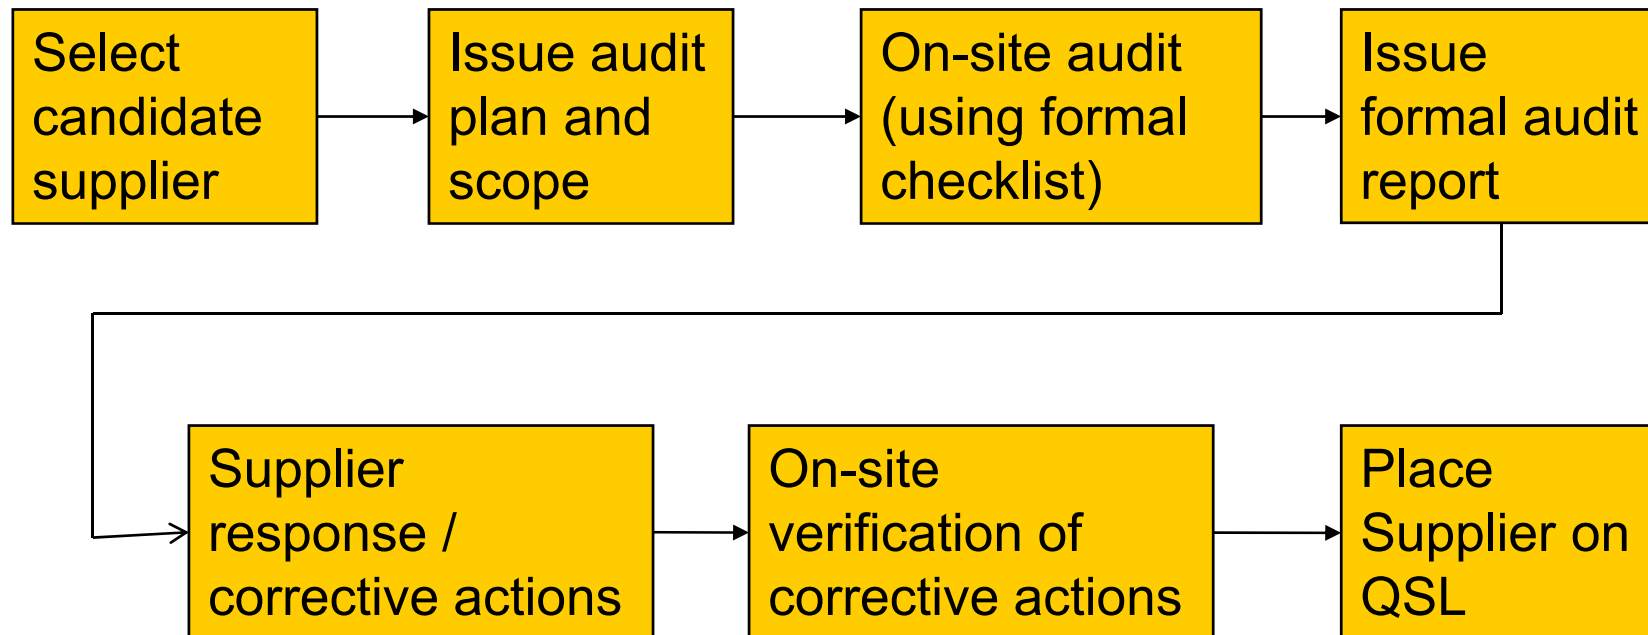 Select
candidate
supplier
Issue audit
plan and
scope
On-site audit
(using formal
checklist)
Issue
formal audit
report
Supplier
response /
corrective actions
On-site
verification of
corrective actions
Place
Supplier on
QSL